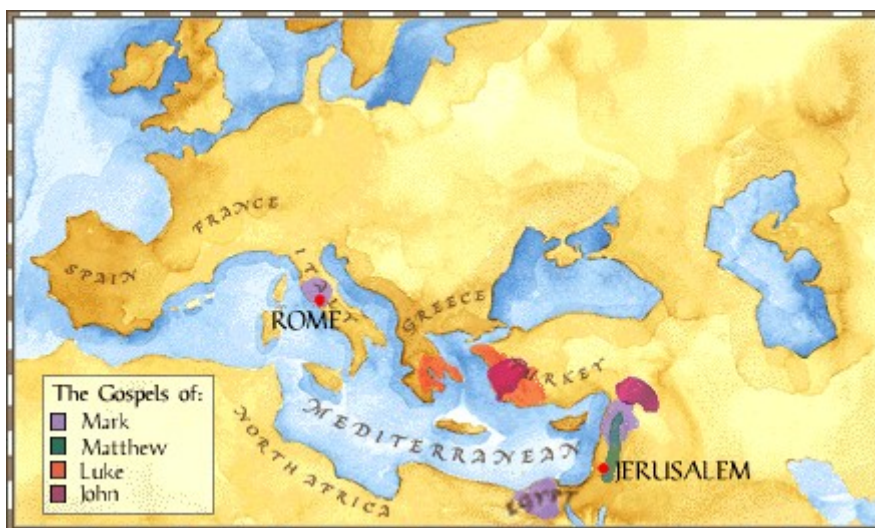 FRANCE
SPAIN
ITALY
ROME
GREECE
TURKEY
MEDITERRANEAN
NORTH AFRICA
EGYPT
JERUSALEM
The Gospels of:
Mark
Matthew
Luke
John